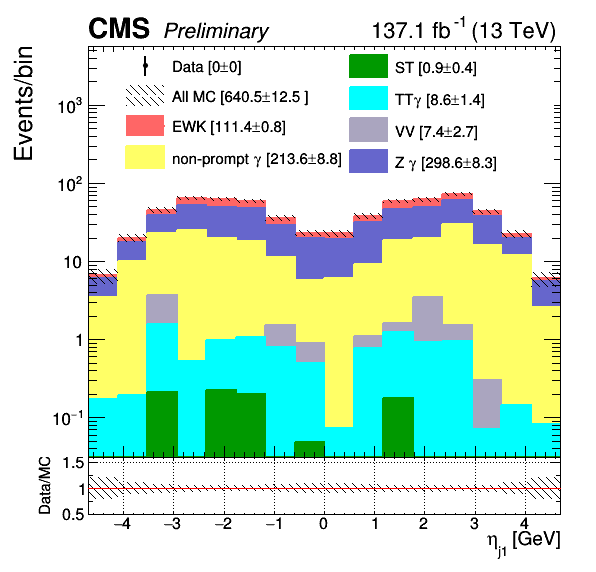 CMS Preliminary 137.1 fb⁻¹ (13 TeV)
Events/bin
Data [0±0]
All MC [640.5±12.5 ]
EWK [111.4±0.8]
non-prompt γ [213.6±8.8]
ST [0.9±0.4]
TTγ [8.6±1.4]
VV [7.4±2.7]
Z γ [298.6±8.3]
10³
10²
10
1
10⁻¹
Data/MC
1.5
1
0.5
−4 −3 −2 −1 0 1 2 3 4
η_j1 [GeV]